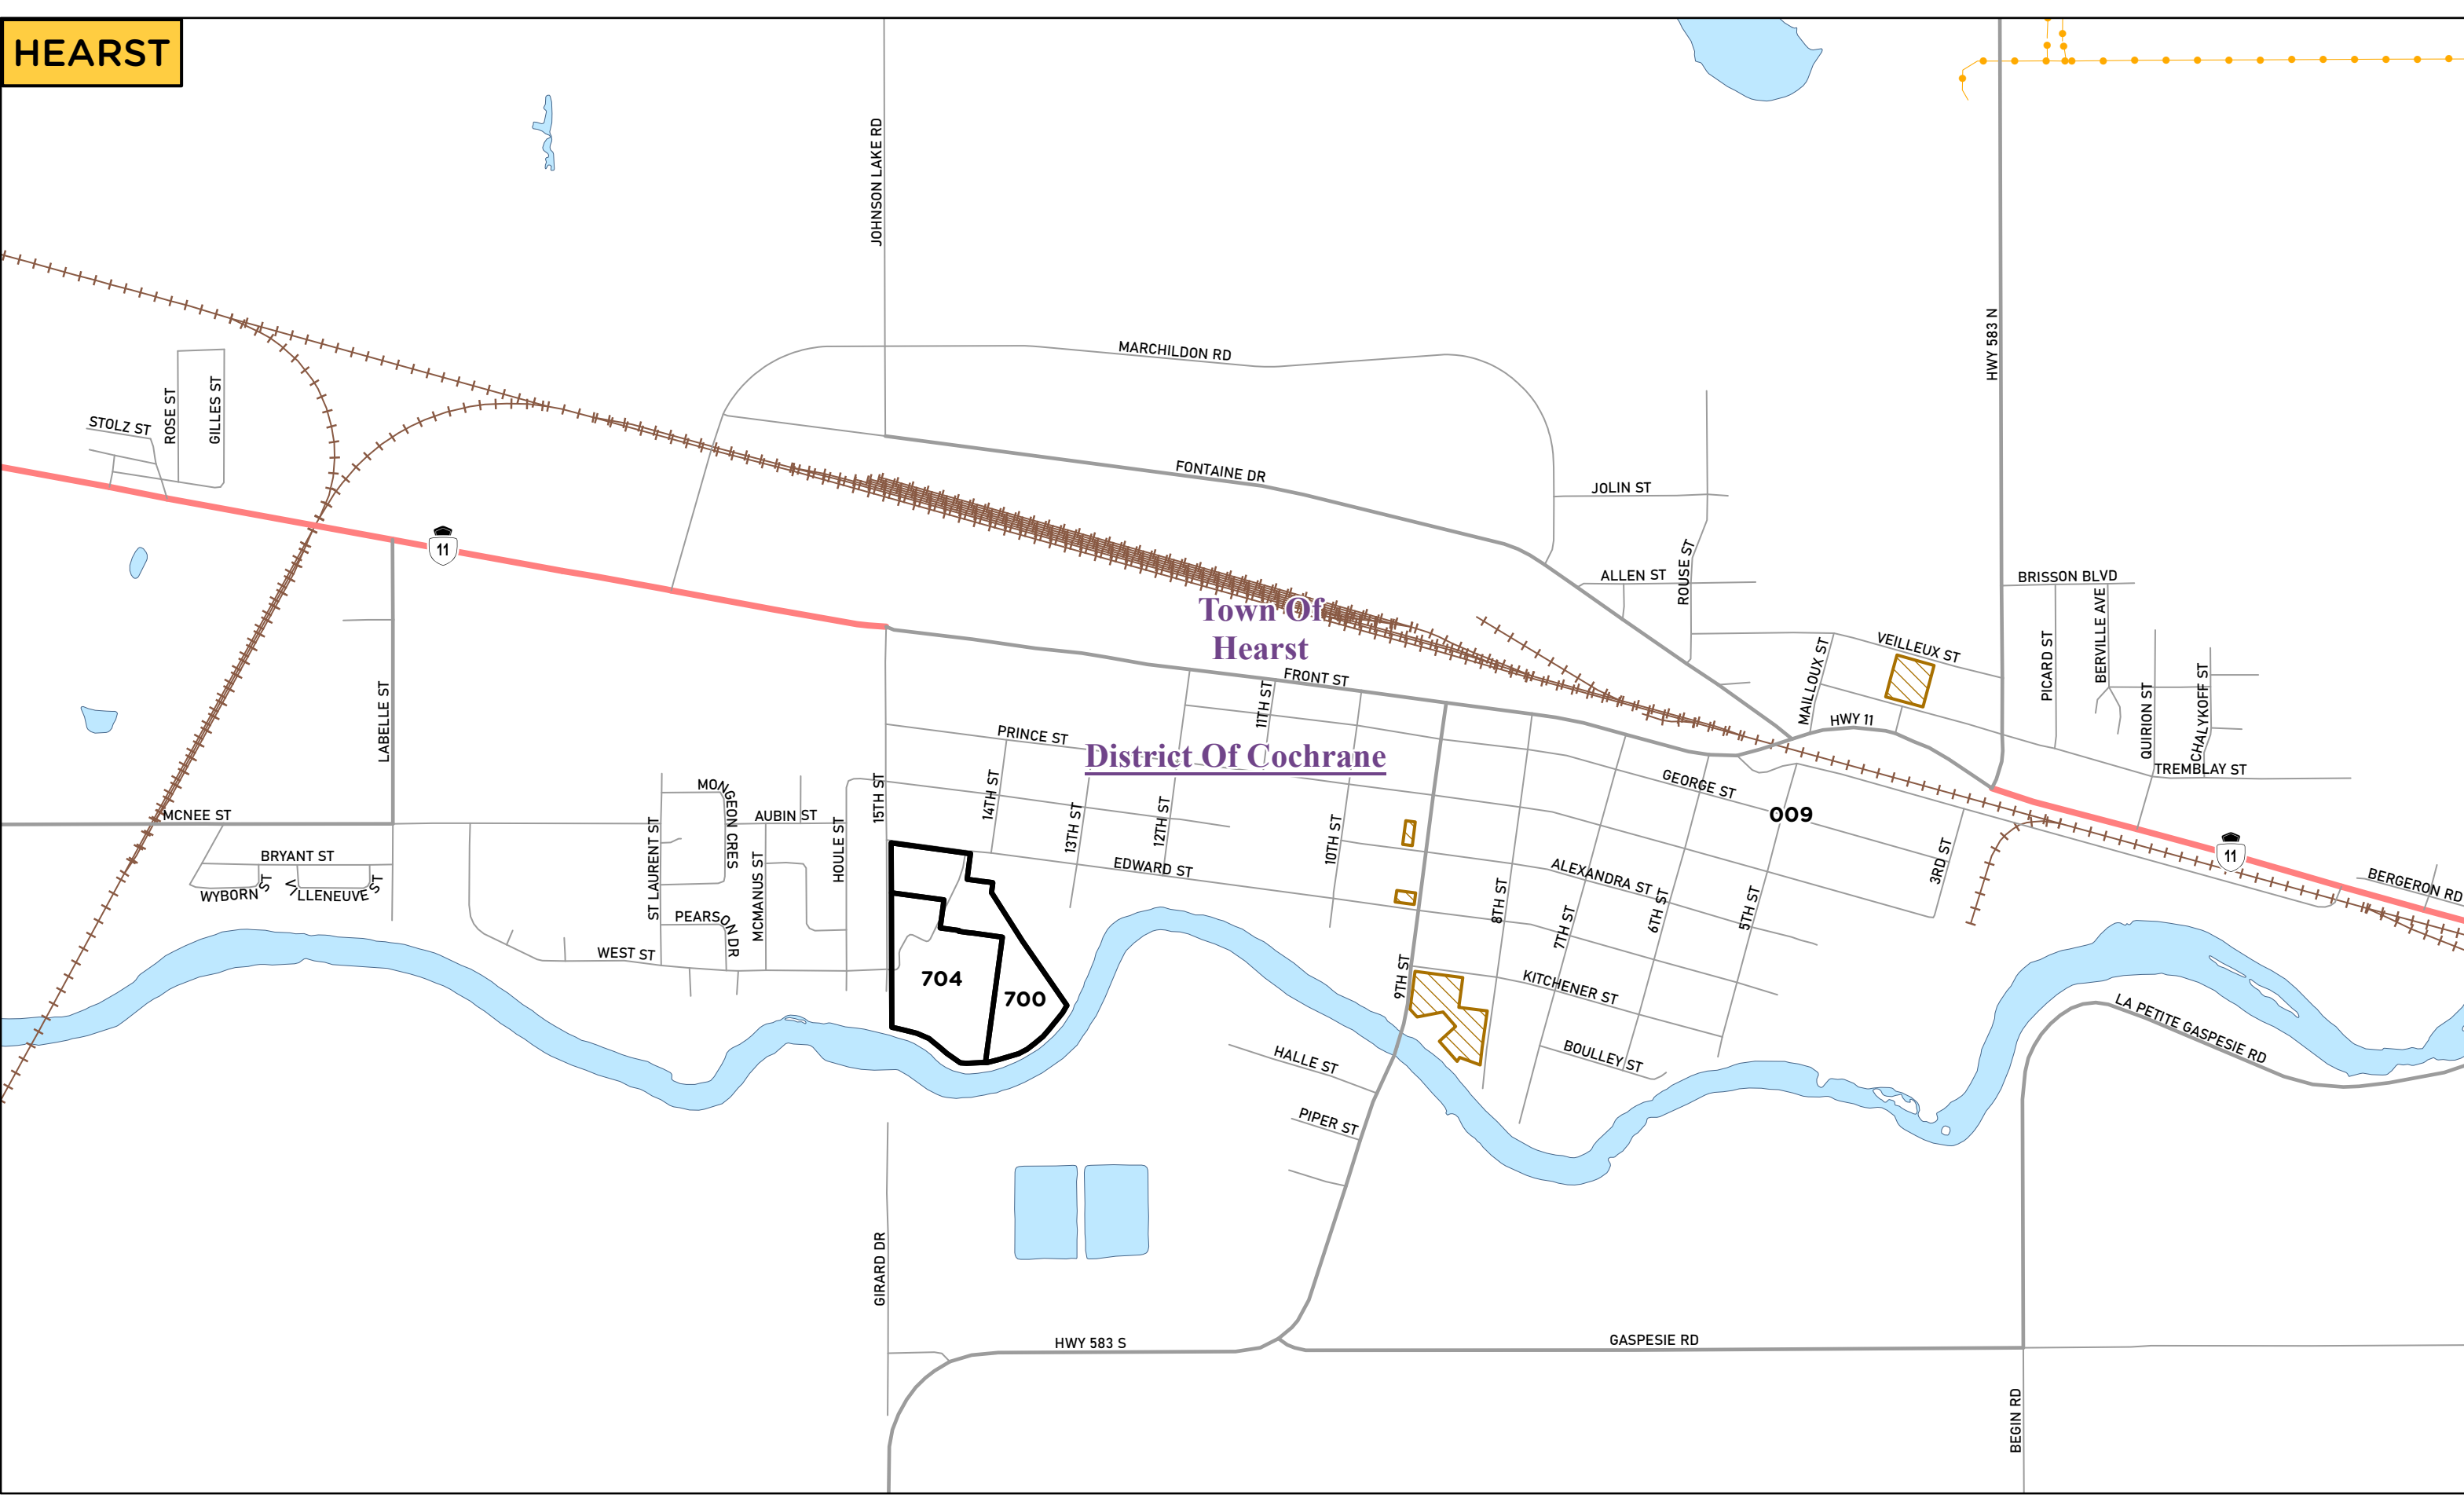 HEARST
JOHNSON LAKE RD
HWY 583 N
MARCHILDON RD
STOLZ ST
ROSE ST
GILLES ST
FONTAINE DR
JOLIN ST
11
ALLEN ST
ROUSE ST
BRISSON BLVD
BERVILLE AVE
Town Of
Hearst
FRONT ST
11TH ST
MAILLOUX ST
VEILLEUX ST
PICARD ST
QUIRION ST
CHALYKOFF ST
LABELLE ST
PRINCE ST
District Of Cochrane
HWY 11
TREMBLAY ST
GEORGE ST
009
MCNEE ST
MONGEON CRES
AUBIN ST
15TH ST
14TH ST
13TH ST
12TH ST
10TH ST
HOULE ST
MCMANUS ST
ST LAURENT ST
BRYANT ST
WYBORN ST
VILLENEUVE ST
EDWARD ST
ALEXANDRA ST
3RD ST
11
BERGERON RD
PEARSON DR
WEST ST
8TH ST
7TH ST
6TH ST
5TH ST
704
700
9TH ST
KITCHENER ST
LA PETITE GASPESIE RD
HALLE ST
BOULLEY ST
PIPER ST
GIRARD DR
HWY 583 S
GASPESIE RD
BEGIN RD